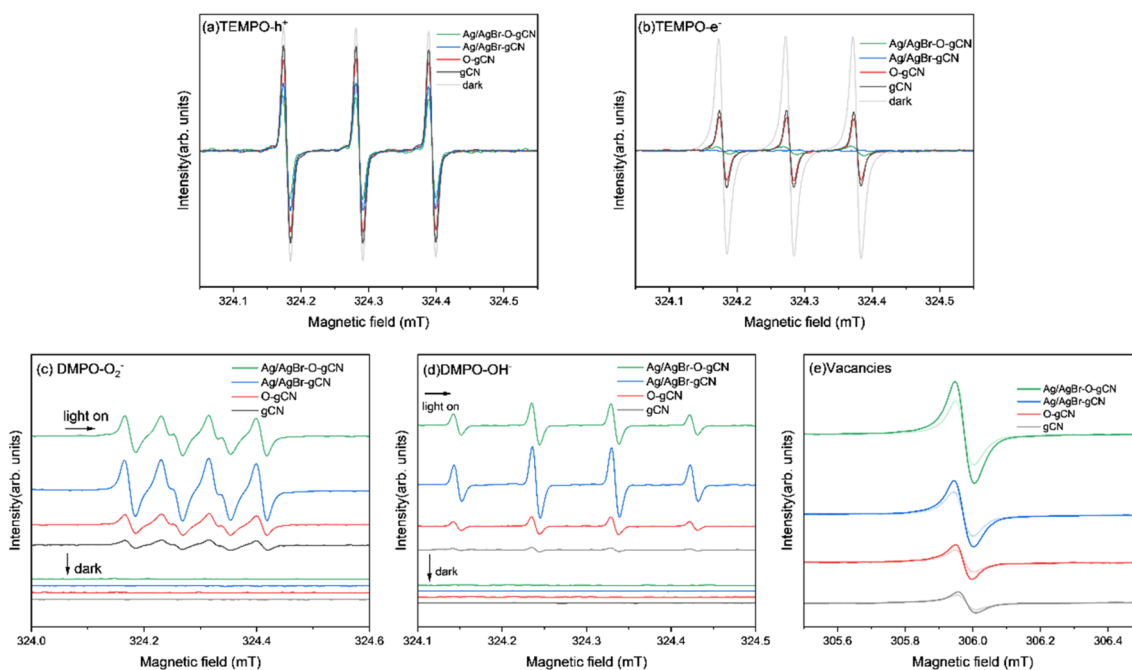 (a)TEMPO-h⁺
Ag/AgBr-O-gCN
Ag/AgBr-gCN
O-gCN
gCN
dark
Intensity(arb. units)
324.1 324.2 324.3 324.4 324.5
Magnetic field (mT)
(b)TEMPO-e⁻
Ag/AgBr-O-gCN
Ag/AgBr-gCN
O-gCN
gCN
dark
Intensity(arb. units)
324.1 324.2 324.3 324.4 324.5
Magnetic field (mT)
(c) DMPO-O₂⁻
Ag/AgBr-O-gCN
Ag/AgBr-gCN
O-gCN
gCN
light on
dark
Intensity(arb. units)
324.0 324.2 324.4 324.6
Magnetic field (mT)
(d)DMPO-OH⁻
Ag/AgBr-O-gCN
Ag/AgBr-gCN
O-gCN
gCN
light on
dark
Intensity(arb. units)
324.1 324.2 324.3 324.4 324.5
Magnetic field (mT)
(e)Vacancies
Ag/AgBr-O-gCN
Ag/AgBr-gCN
O-gCN
gCN
Intensity(arb. units)
305.6 305.8 306.0 306.2 306.4
Magnetic field (mT)